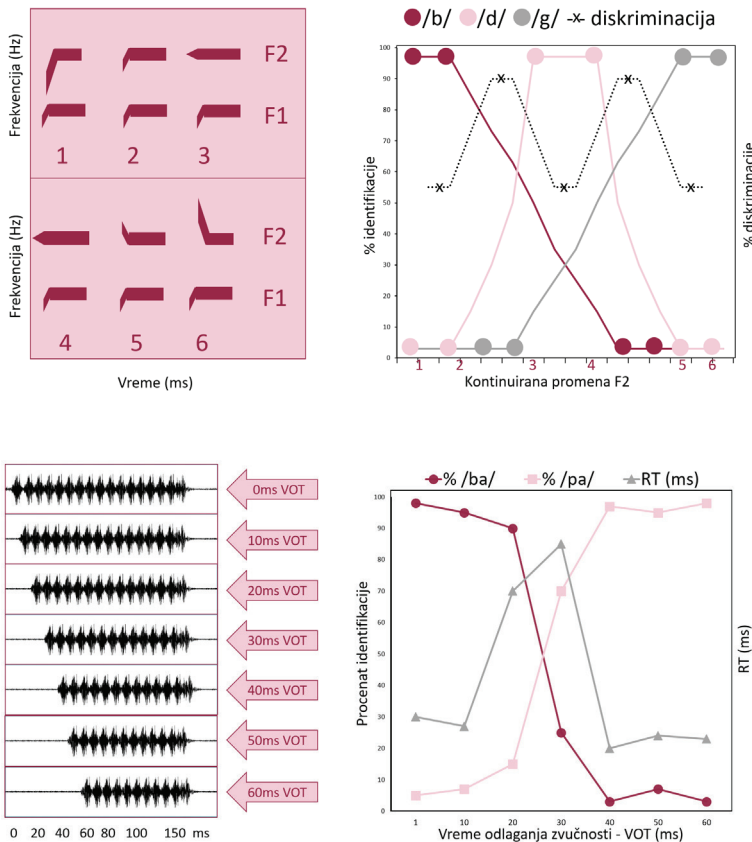 Frekvencija (Hz)
F2
F1
1 2 3
Frekvencija (Hz)
F2
F1
4 5 6
Vreme (ms)
/b/ /d/ /g/ -x- diskriminacija
% identifikacije
100
90
80
70
60
50
40
30
20
10
0
1 2 3 4 5 6
Kontinuirana promena F2
% diskriminacije
0ms VOT
10ms VOT
20ms VOT
30ms VOT
40ms VOT
50ms VOT
60ms VOT
0 20 40 60 80 100 150 ms
% /ba/ % /pa/ RT (ms)
Procenat identifikacije
100
90
80
70
60
50
40
30
20
10
0
1 10 20 30 40 50 60
Vreme odlaganja zvučnosti - VOT (ms)
RT (ms)